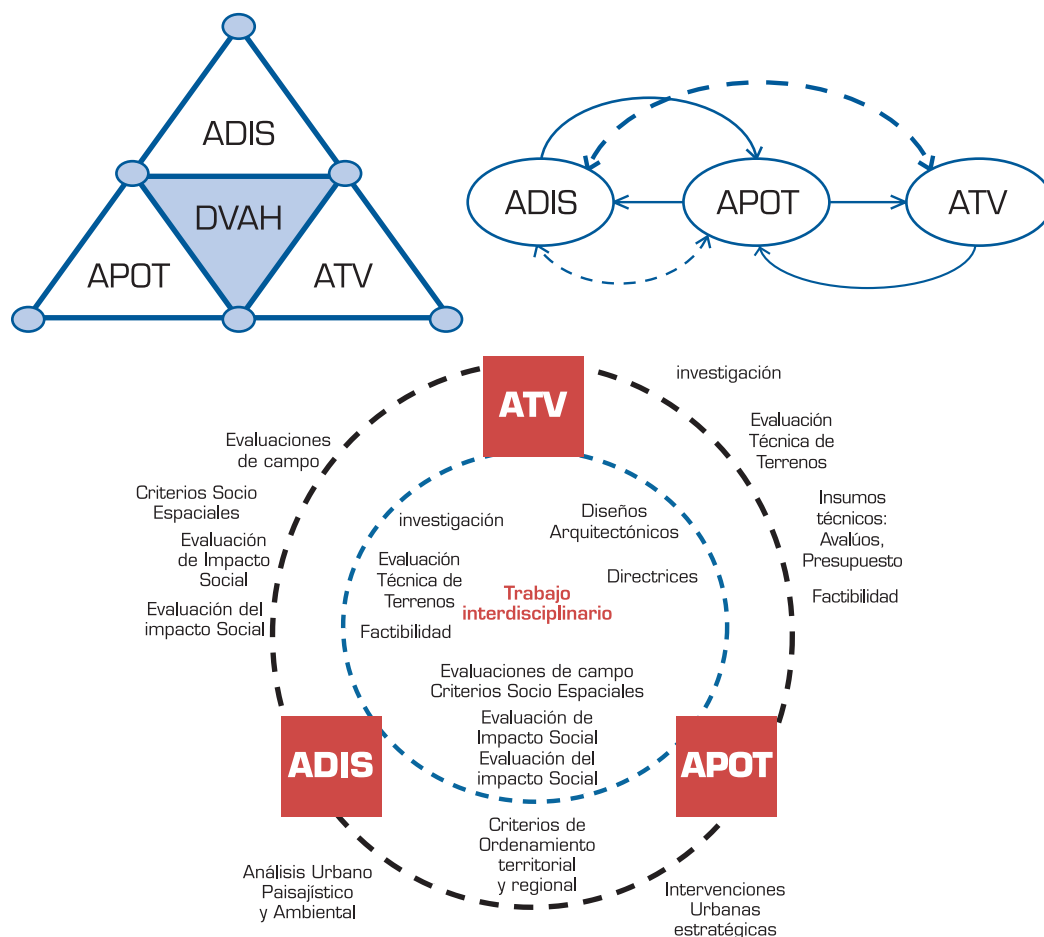 ADIS
DVAH
APOT
ATV
ADIS
APOT
ATV
ATV
investigación
Evaluación
Técnica de
Terrenos
Insumos
técnicos:
Avalúos,
Presupuesto
Factibilidad
Evaluaciones
de campo
Criterios Socio
Espaciales
Evaluación
de Impacto
Social
Evaluación del
impacto Social
investigación
Evaluación
Técnica de
Terrenos
Factibilidad
Diseños
Arquitectónicos
Directrices
Trabajo
interdisciplinario
Evaluaciones de campo
Criterios Socio Espaciales
Evaluación de
Impacto Social
Evaluación del
impacto Social
ADIS
APOT
Criterios de
Ordenamiento
territorial
y regional
Análisis Urbano
Paisajístico
y Ambiental
Intervenciones
Urbanas
estratégicas